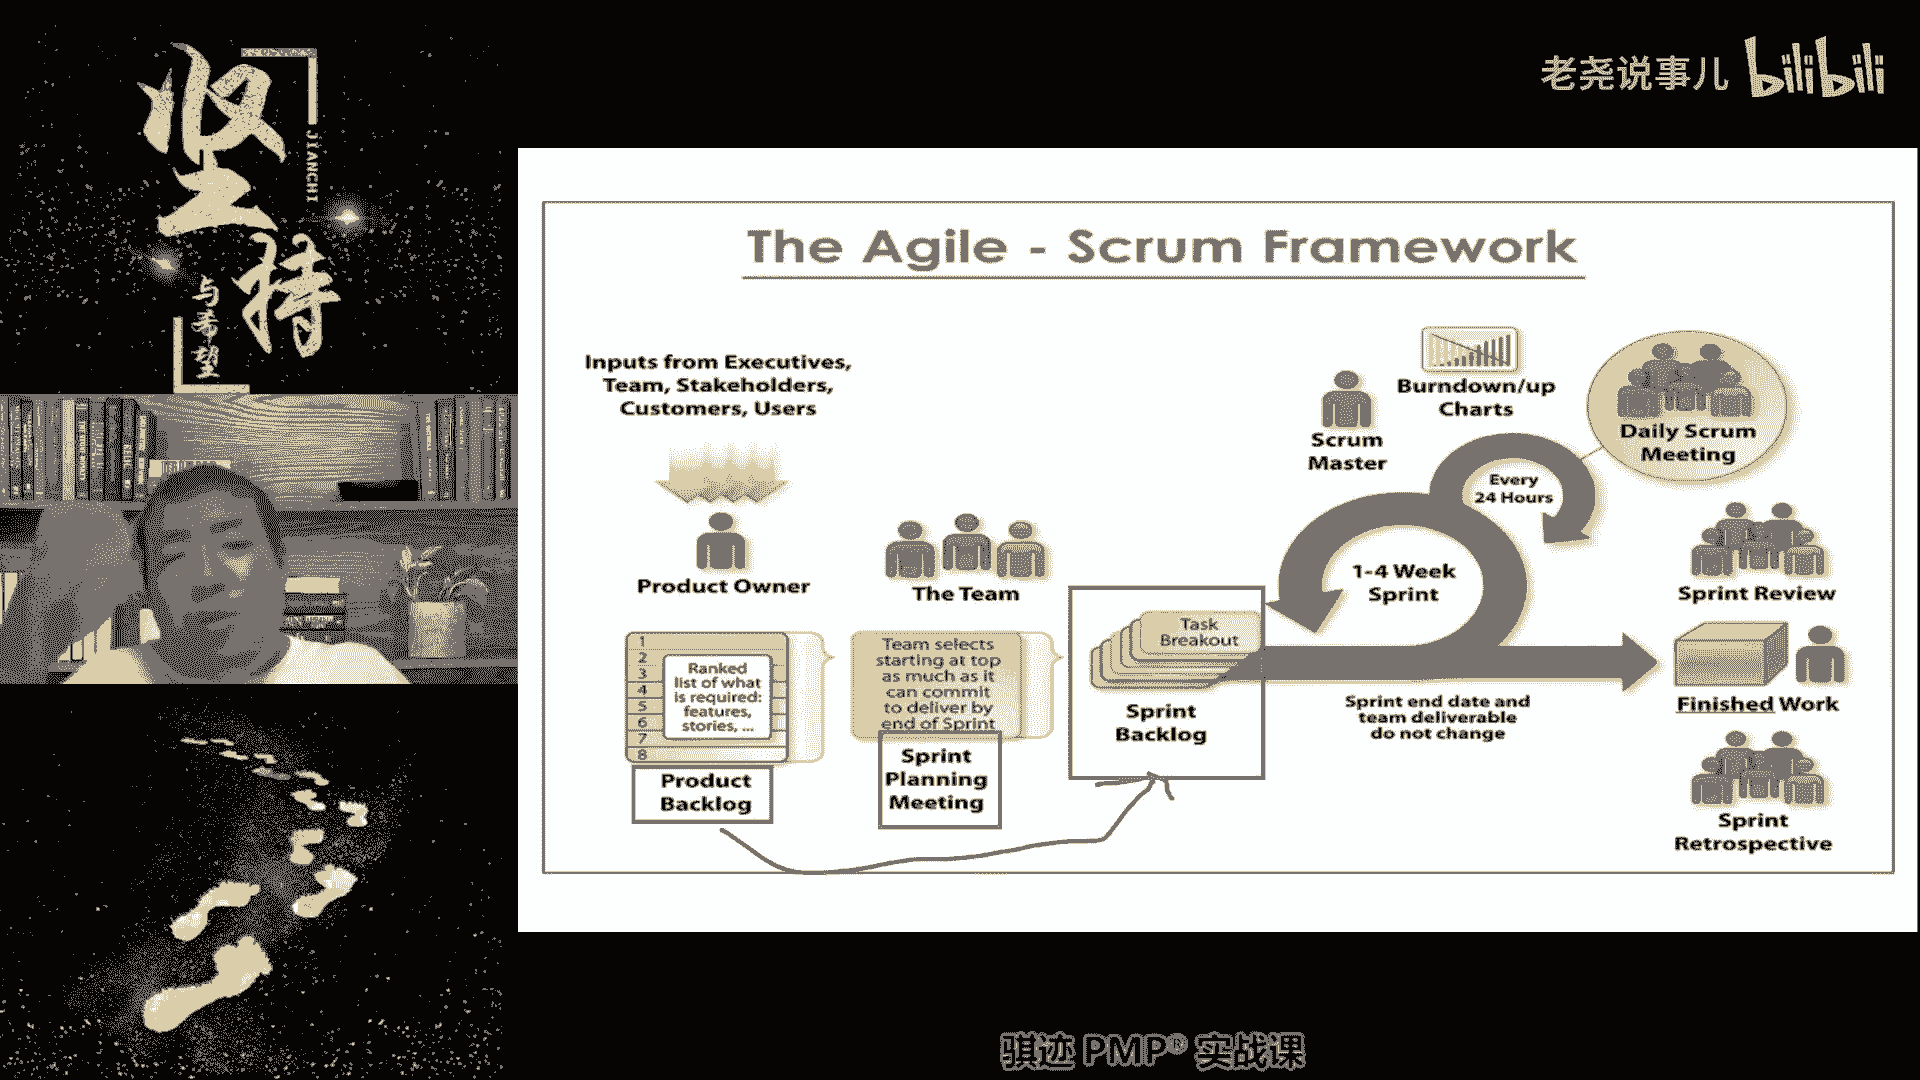 坚持
JIANCHI
与希望
老尧说事儿 bilibili
The Agile - Scrum Framework
Inputs from Executives,
Team, Stakeholders,
Customers, Users
Product Owner
The Team
1
2
3
4
5
6
7
8
Ranked
list of what
is required:
features,
stories, ...
Product
Backlog
Team selects
starting at top
as much as it
can commit
to deliver by
end of Sprint
Sprint
Planning
Meeting
Task
Breakout
Sprint
Backlog
Scrum
Master
Burndown/up
Charts
Every
24 Hours
Daily Scrum
Meeting
1-4 Week
Sprint
Sprint end date and
team deliverable
do not change
Sprint Review
Finished Work
Sprint
Retrospective
骐迹 PMP® 实战课